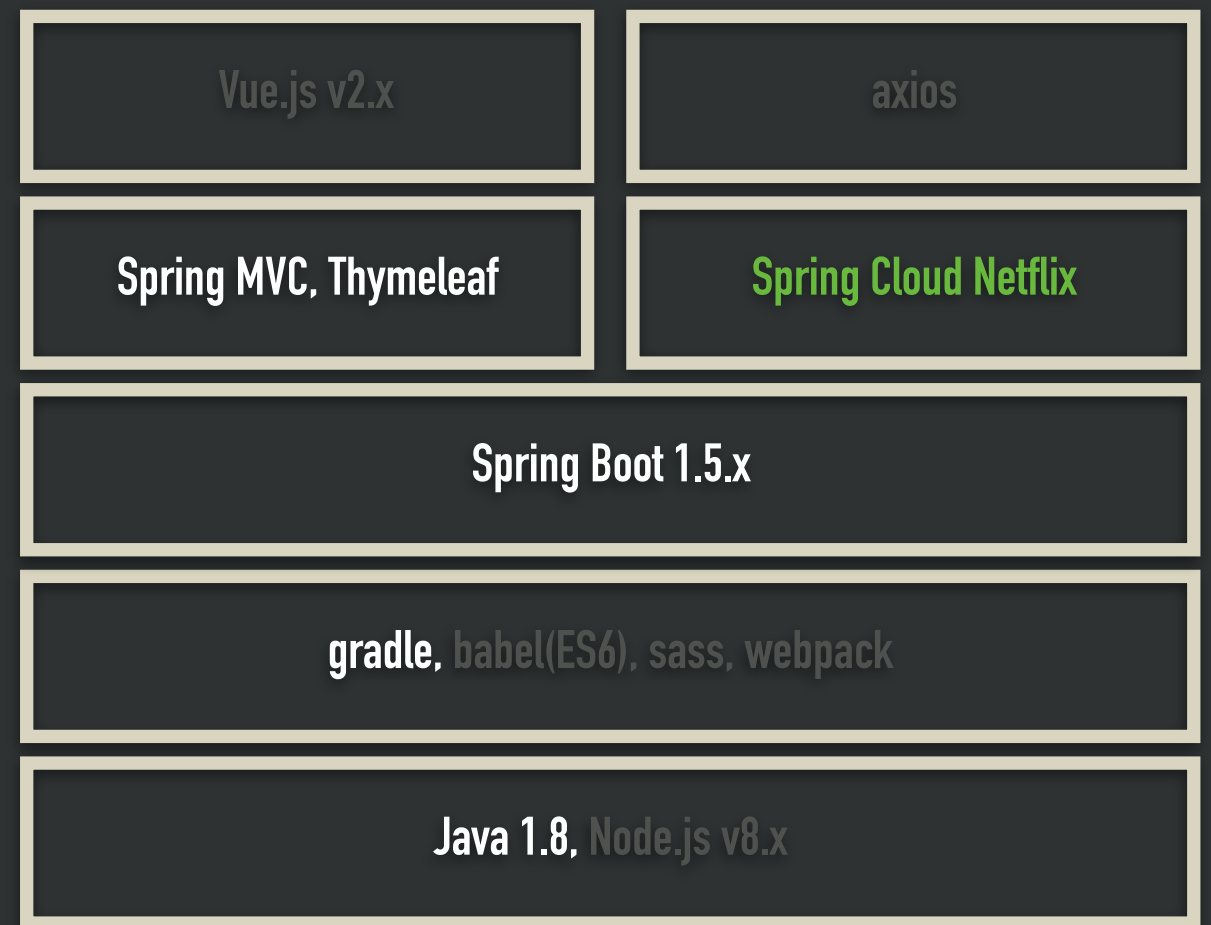 Vue.js v2.x
axios
Spring MVC, Thymeleaf
Spring Cloud Netflix
Spring Boot 1.5.x
gradle, babel(ES6), sass, webpack
Java 1.8, Node.js v8.x